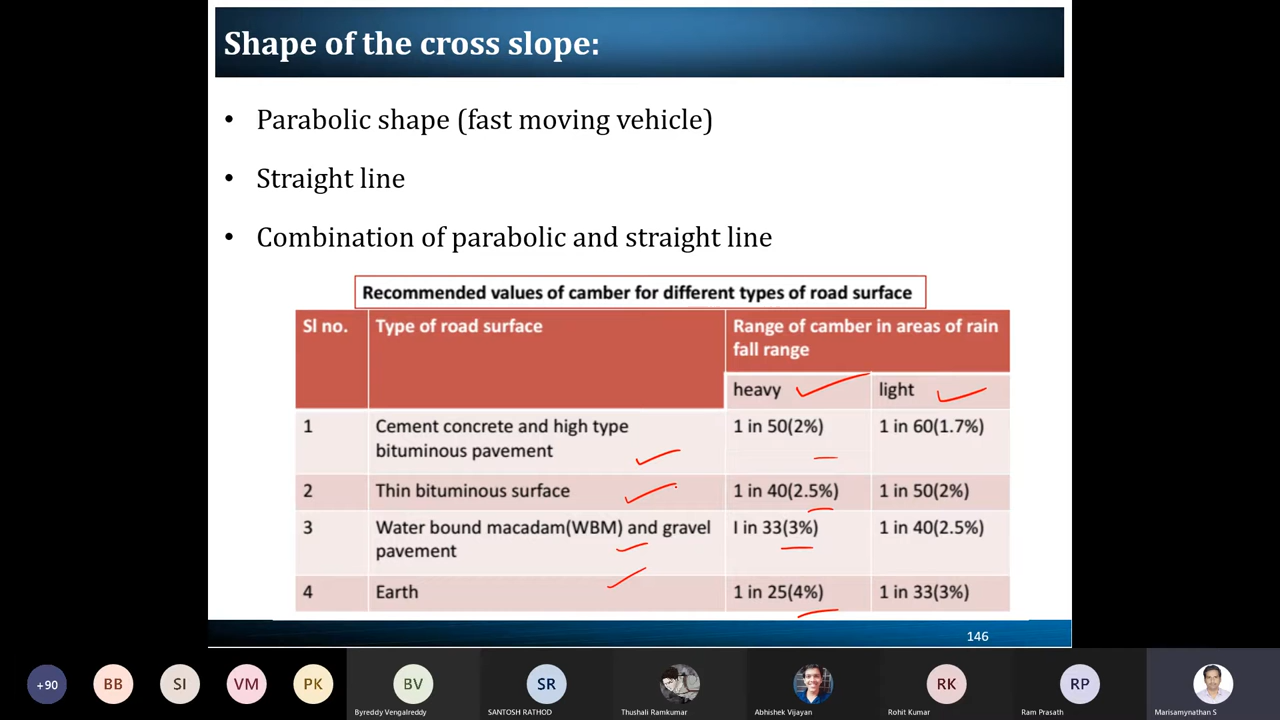 Shape of the cross slope:
• Parabolic shape (fast moving vehicle)
• Straight line
• Combination of parabolic and straight line
Recommended values of camber for different types of road surface
Sl no. Type of road surface Range of camber in areas of rain
fall range
heavy light
1 Cement concrete and high type 1 in 50(2%) 1 in 60(1.7%)
bituminous pavement
2 Thin bituminous surface 1 in 40(2.5%) 1 in 50(2%)
3 Water bound macadam(WBM) and gravel I in 33(3%) 1 in 40(2.5%)
pavement
4 Earth 1 in 25(4%) 1 in 33(3%)
146
+90 BB SI VM PK BV SR RK RP
Byreddy Vengalreddy SANTOSH RATHOD Thushali Ramkumar Abhishek Vijayan Rohit Kumar Ram Prasath Marisamynathan S